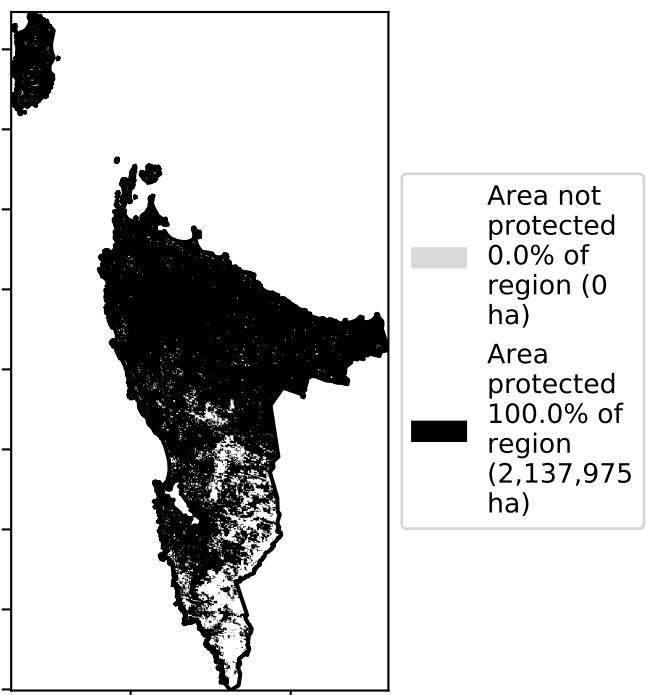 Area not
protected
0.0% of
region (0
ha)
Area
protected
100.0% of
region
(2,137,975
ha)